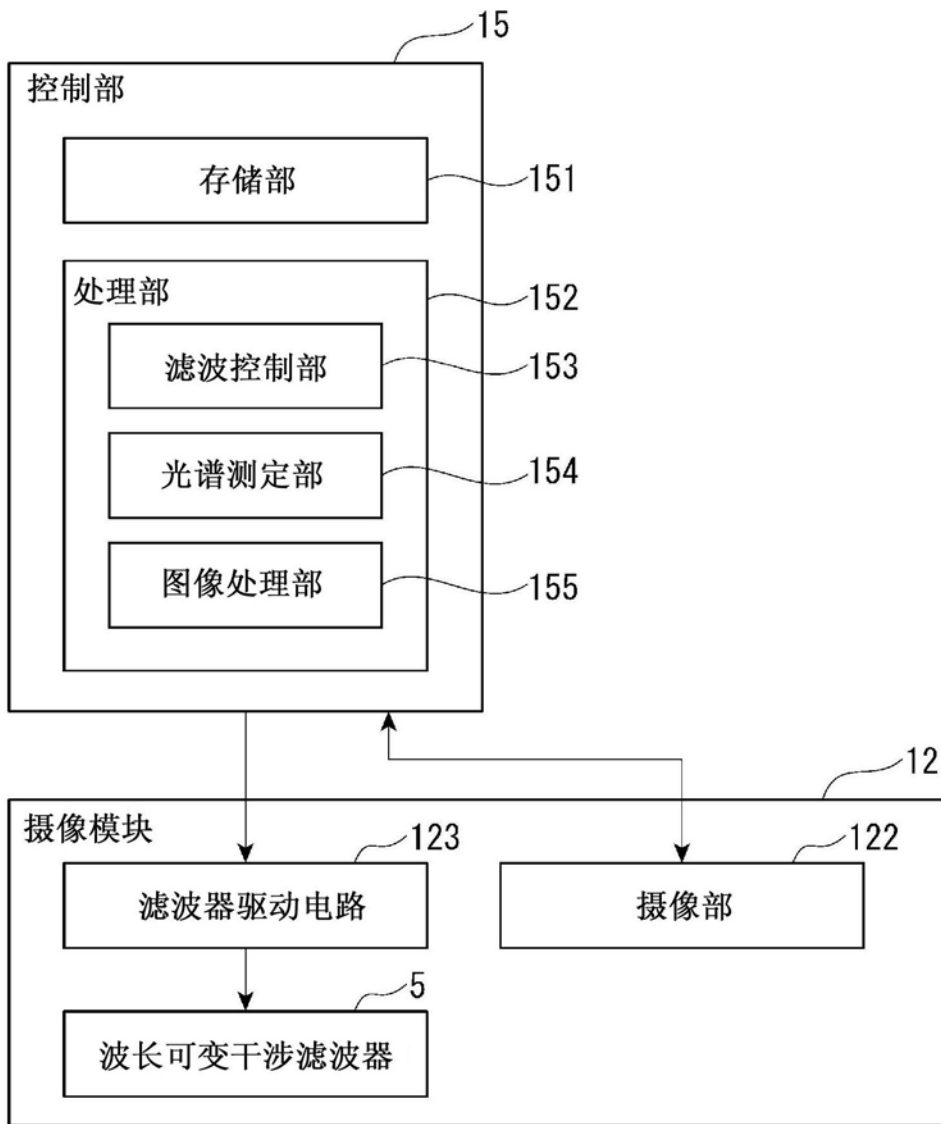 15
控制部
存储部
151
处理部
152
滤波控制部
153
光谱测定部
154
图像处理部
155
12
摄像模块
123
122
滤波器驱动电路
摄像部
5
波长可变干涉滤波器